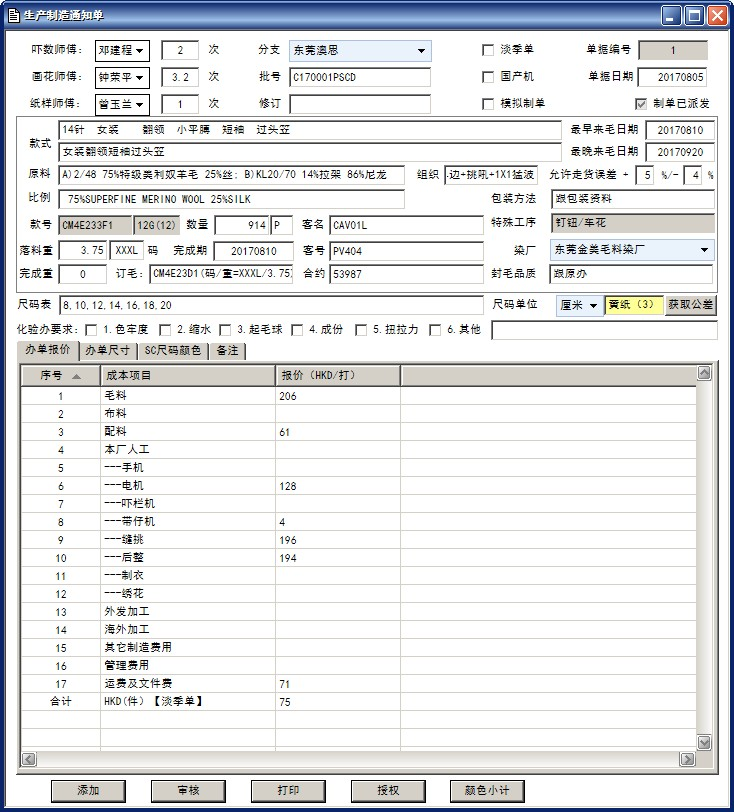 生产制造通知单
吓数师傅: 邓建程 2 次 分支 东莞澳思 淡季单 单据编号 1
画花师傅: 钟荣平 3.2 次 批号 C170001PSCD 国产机 单据日期 20170805
纸样师傅: 曾玉兰 1 次 修订 模拟制单 制单已派发
款式 14针 女装 翻领 小平膊 短袖 过头笠 最早来毛日期 20170810
女装翻领短袖过头笠 最晚来毛日期 20170920
原料 A)2/48 75%特级美利奴羊毛 25%丝: B)KL20/70 14%拉架 86%尼龙 组织 边+挑吼+1X1猛波 允许走货误差 + 5 %/- 4 %
比例 75%SUPERFINE MERINO WOOL 25%SILK 包装方法 跟包装资料
款号 CM4E233F1 12G(12) 数量 914 P 客名 CAV01L 特殊工序 钉钮/车花
落料重 3.75 XXXL 码 完成期 20170810 客号 PV404 染厂 东莞金美毛料染厂
完成重 0 订毛: CM4E23D1(码/重=XXXL/3.75) 合约 53987 封毛品质 跟原办
尺码表 8,10,12,14,16,18,20 尺码单位 厘米 黄纸（3） 获取公差
化验办要求: 1.色牢度 2.缩水 3.起毛球 4.成份 5.扭拉力 6.其他
办单报价 办单尺寸 SC尺码颜色 备注
序号 成本项目 报价（HKD/打）
1 毛料 206
2 布料
3 配料 61
4 本厂人工
5 ---手机
6 ---电机 128
7 ---吓栏机
8 ---带仔机 4
9 ---缝挑 196
10 ---后整 194
11 ---制衣
12 ---绣花
13 外发加工
14 海外加工
15 其它制造费用
16 管理费用
17 运费及文件费 71
合计 HKD(件）【淡季单】 75
添加 审核 打印 授权 颜色小计